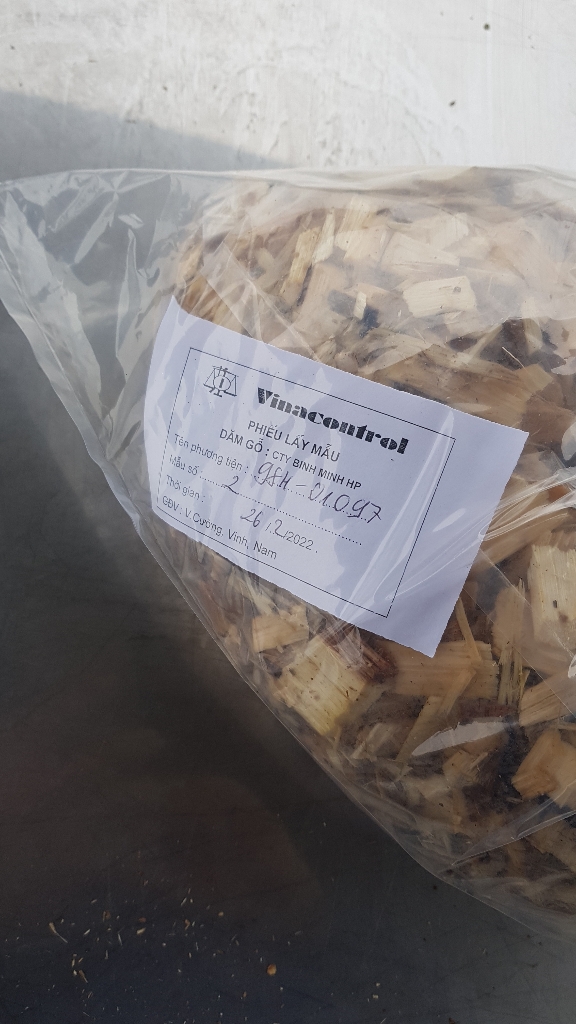 Vinacontrol
PHIẾU LẤY MẪU
DĂM GỖ : CTY BINH MINH HP
Tên phương tiện : 98H-01097
Mẫu số 2
Thời gian : 26/2/2022.
GĐV: V.Cường, Vinh, Nam